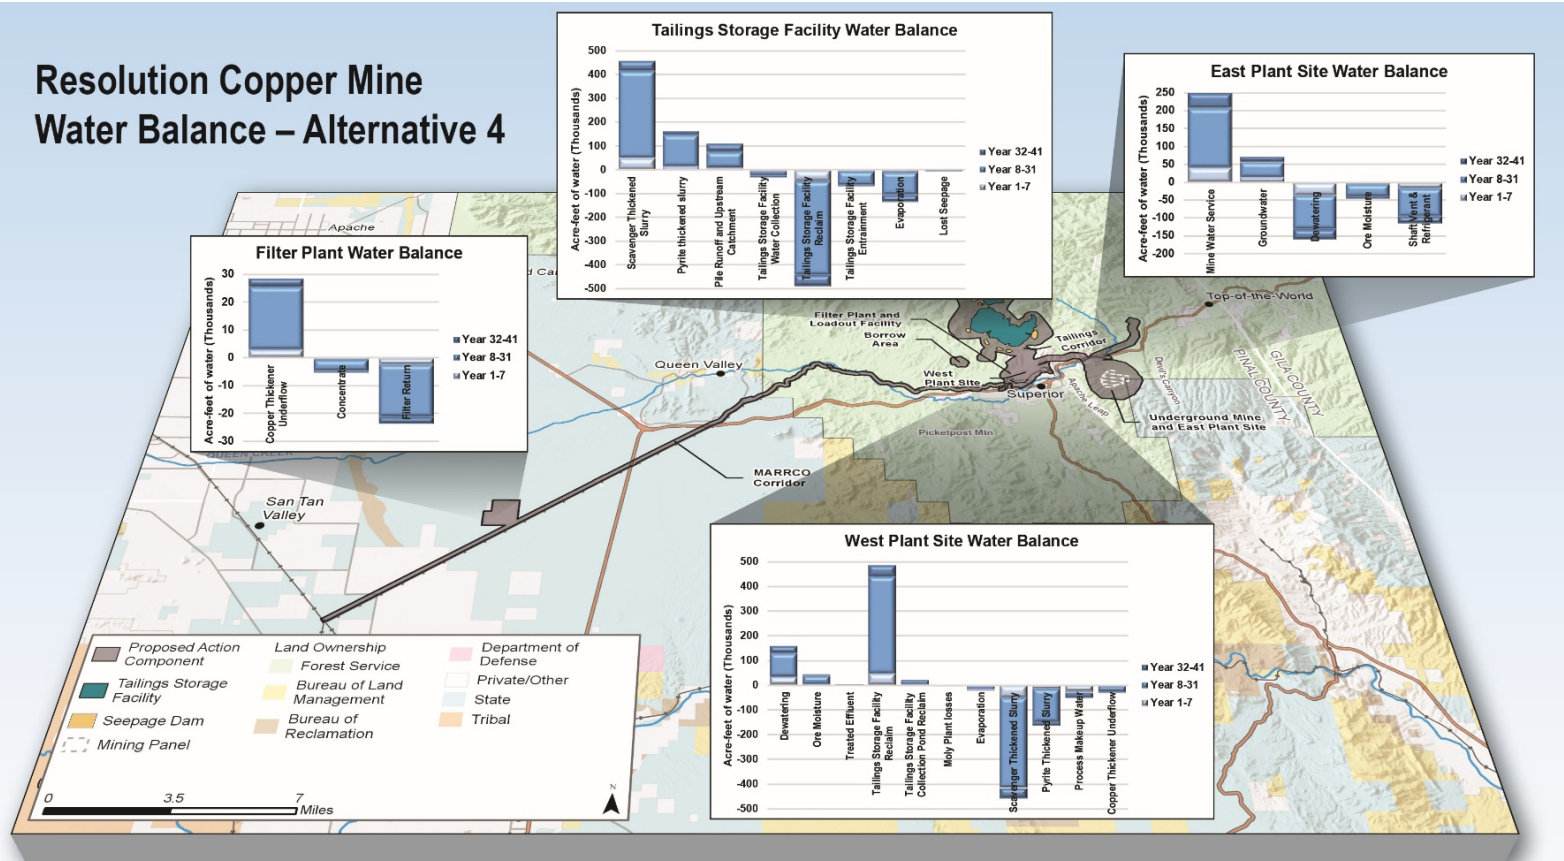 Resolution Copper Mine
Water Balance – Alternative 4
Tailings Storage Facility Water Balance
Acre-feet of water (Thousands)
500
400
300
200
100
0
-100
-200
-300
-400
-500
Scavenger Thickened
Slurry
Pyrite thickened slurry
Pile Runoff and Upstream
Catchment
Tailings Storage Facility
Water Collection
Tailings Storage Facility
Reclaim
Tailings Storage Facility
Entrainment
Evaporation
Lost Seepage
Year 32-41
Year 8-31
Year 1-7
East Plant Site Water Balance
Acre-feet of water (Thousands)
250
200
150
100
50
0
-50
-100
-150
-200
Mine Water Service
Groundwater
Dewatering
Ore Moisture
Shaft Vent &
Refrigerant
Year 32-41
Year 8-31
Year 1-7
Apache
Filter Plant Water Balance
Acre-feet of water (Thousands)
30
20
10
0
-10
-20
-30
Copper Thickener
Underflow
Concentrate
Filter Return
Year 32-41
Year 8-31
Year 1-7
d Ca
Top-of-the-World
Filter Plant and
Loadout Facility
Borrow
Area
Tailings
Corridor
Queen Valley
West
Plant Site
Superior
Apache Leap
Devil's Canyon
PINAL COUNTY
GILA COUNTY
Underground Mine
and East Plant Site
Picketpost Mtn
QUEEN CREEK
MARRCO
Corridor
San Tan
Valley
West Plant Site Water Balance
Acre-feet of water (Thousands)
500
400
300
200
100
0
-100
-200
-300
-400
-500
Dewatering
Ore Moisture
Treated Effluent
Tailings Storage Facility
Reclaim
Tailings Storage Facility
Collection Pond Reclaim
Moly Plant losses
Evaporation
Scavenger Thickened Slurry
Pyrite Thickened Slurry
Process Makeup Water
Copper Thickener Underflow
Year 32-41
Year 8-31
Year 1-7
Proposed Action
Component
Tailings Storage
Facility
Seepage Dam
Mining Panel
Land Ownership
Forest Service
Bureau of Land
Management
Bureau of
Reclamation
Department of
Defense
Private/Other
State
Tribal
0
3.5
7
Miles
N